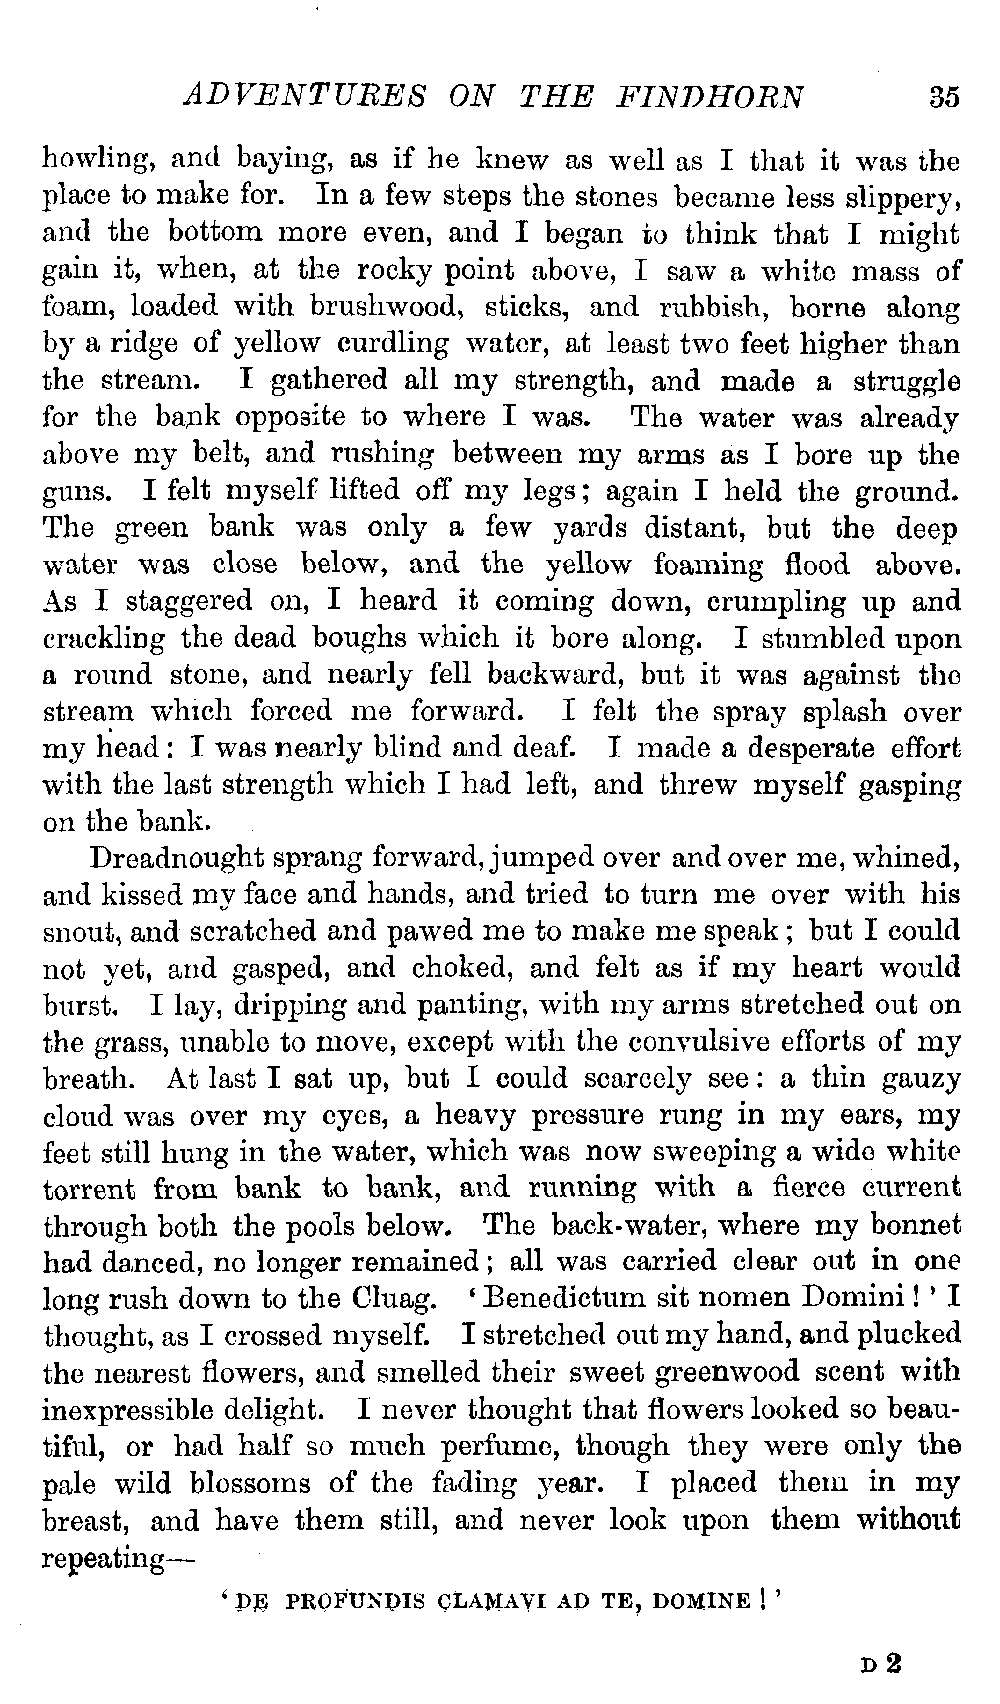 ADVENTURES ON THE FINDHORN 35
howling, and baying, as if he knew as well as I that it was the
place to make for. In a few steps the stones became less slippery,
and the bottom more even, and I began to think that I might
gain it, when, at the rocky point above, I saw a white mass of
foam, loaded with brushwood, sticks, and rubbish, borne along
by a ridge of yellow curdling water, at least two feet higher than
the stream. I gathered all my strength, and made a struggle
for the bank opposite to where I was. The water was already
above my belt, and rushing between my arms as I bore up the
guns. I felt myself lifted off my legs; again I held the ground.
The green bank was only a few yards distant, but the deep
water was close below, and the yellow foaming flood above.
As I staggered on, I heard it coming down, crumpling up and
crackling the dead boughs which it bore along. I stumbled upon
a round stone, and nearly fell backward, but it was against the
stream which forced me forward. I felt the spray splash over
my head: I was nearly blind and deaf. I made a desperate effort
with the last strength which I had left, and threw myself gasping
on the bank.
Dreadnought sprang forward, jumped over and over me, whined,
and kissed my face and hands, and tried to turn me over with his
snout, and scratched and pawed me to make me speak; but I could
not yet, and gasped, and choked, and felt as if my heart would
burst. I lay, dripping and panting, with my arms stretched out on
the grass, unable to move, except with the convulsive efforts of my
breath. At last I sat up, but I could scarcely see: a thin gauzy
cloud was over my eyes, a heavy pressure rung in my ears, my
feet still hung in the water, which was now sweeping a wide white
torrent from bank to bank, and running with a fierce current
through both the pools below. The back-water, where my bonnet
had danced, no longer remained; all was carried clear out in one
long rush down to the Cluag. ‘Benedictum sit nomen Domini!’ I
thought, as I crossed myself. I stretched out my hand, and plucked
the nearest flowers, and smelled their sweet greenwood scent with
inexpressible delight. I never thought that flowers looked so beau-
tiful, or had half so much perfume, though they were only the
pale wild blossoms of the fading year. I placed them in my
breast, and have them still, and never look upon them without
repeating—
‘DE PROFUNDIS CLAMAVI AD TE, DOMINE!’
D 2